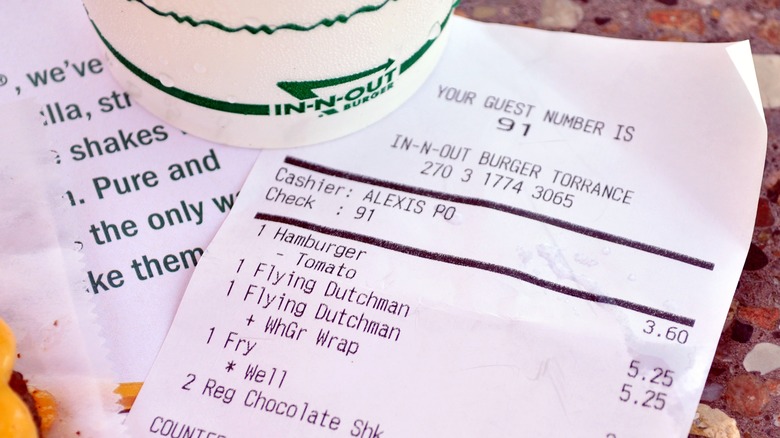 IN-N-OUT
BURGER
®, we've
lla, str
shakes
. Pure and
the only w
ke them
YOUR GUEST NUMBER IS
91
IN-N-OUT BURGER TORRANCE
270 3 1774 3065
Cashier: ALEXIS PO
Check : 91
1 Hamburger 3.60
- Tomato
1 Flying Dutchman 5.25
1 Flying Dutchman 5.25
+ WhGr Wrap
1 Fry
* Well
2 Reg Chocolate Shk
COUNTER